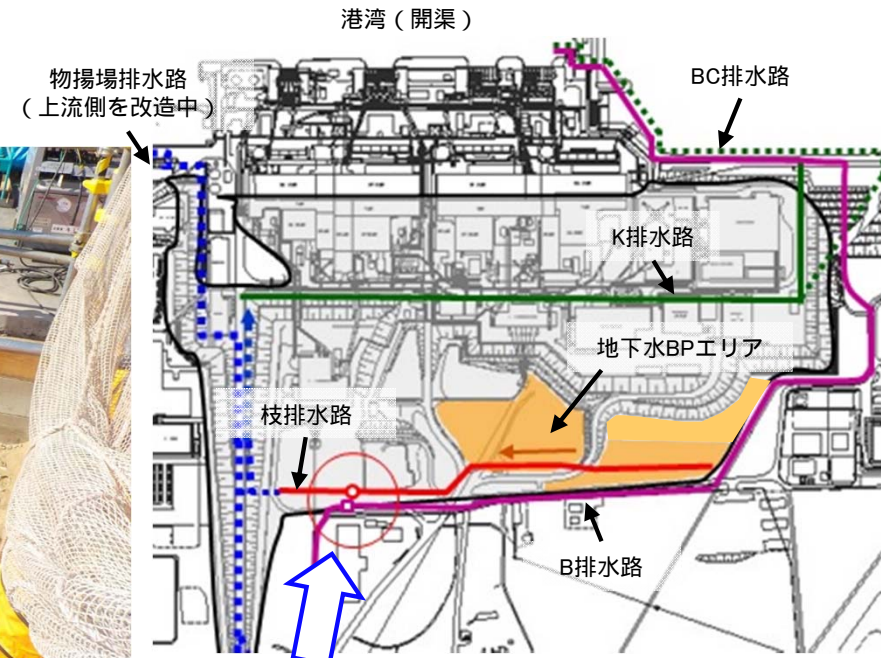 港湾（開渠）
物揚場排水路
（上流側を改造中）
BC排水路
K排水路
地下水BPエリア
枝排水路
B排水路